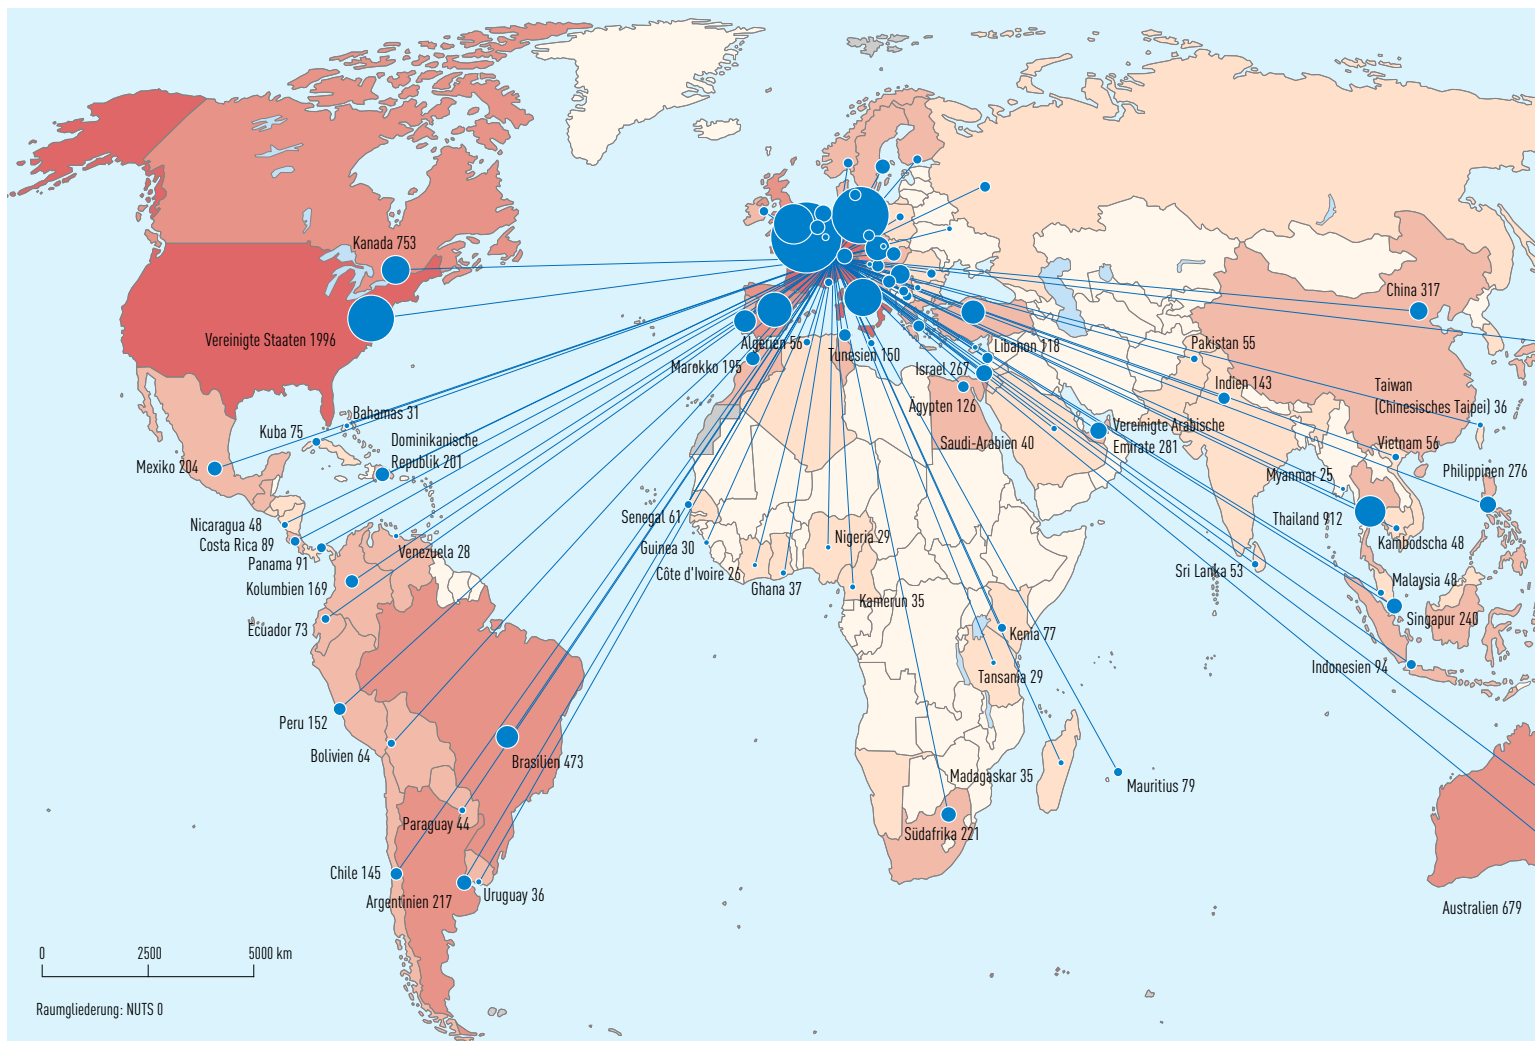 Kanada 753
Vereinigte Staaten 1996
Bahamas 31
Kuba 75
Dominikanische
Republik 201
Mexiko 204
Nicaragua 48
Costa Rica 89
Panama 91
Venezuela 28
Kolumbien 169
Ecuador 73
Peru 152
Bolivien 64
Brasilien 473
Paraguay 44
Chile 145
Argentinien 217
Uruguay 36
Algerien 56
Tunesien 150
Marokko 195
Libanon 118
Israel 267
Ägypten 126
Saudi-Arabien 40
Vereinigte Arabische
Emirate 281
Senegal 61
Guinea 30
Côte d'Ivoire 26
Ghana 37
Nigeria 29
Kamerun 35
Kenia 77
Tansania 29
Madagaskar 35
Mauritius 79
Südafrika 221
China 317
Pakistan 55
Indien 143
Taiwan
(Chinesisches Taipei) 36
Vietnam 56
Myanmar 25
Philippinen 276
Thailand 912
Kambodscha 48
Sri Lanka 53
Malaysia 48
Singapur 240
Indonesien 94
Australien 679
0 2500 5000 km
Raumgliederung: NUTS 0